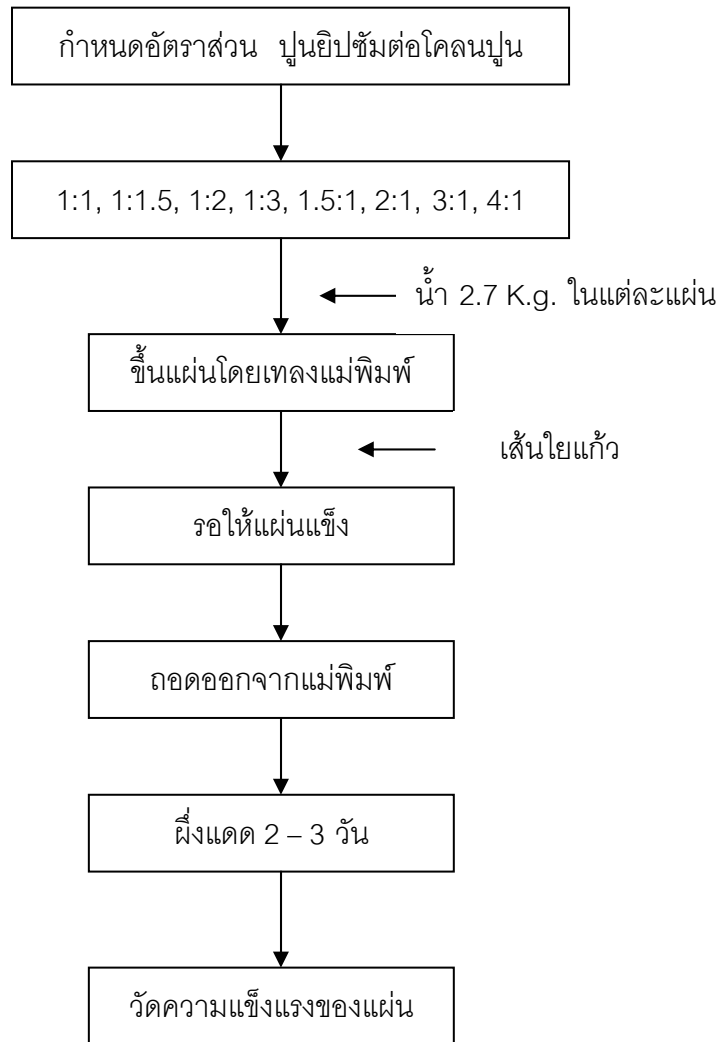 กำหนดอัตราส่วน ปูนยิปซัมต่อโคลนปูน
1:1, 1:1.5, 1:2, 1:3, 1.5:1, 2:1, 3:1, 4:1
น้ำ 2.7 K.g. ในแต่ละแผ่น
ขึ้นแผ่นโดยเทลงแม่พิมพ์
เส้นใยแก้ว
รอให้แผ่นแข็ง
ถอดออกจากแม่พิมพ์
ผึ่งแดด 2 – 3 วัน
วัดความแข็งแรงของแผ่น